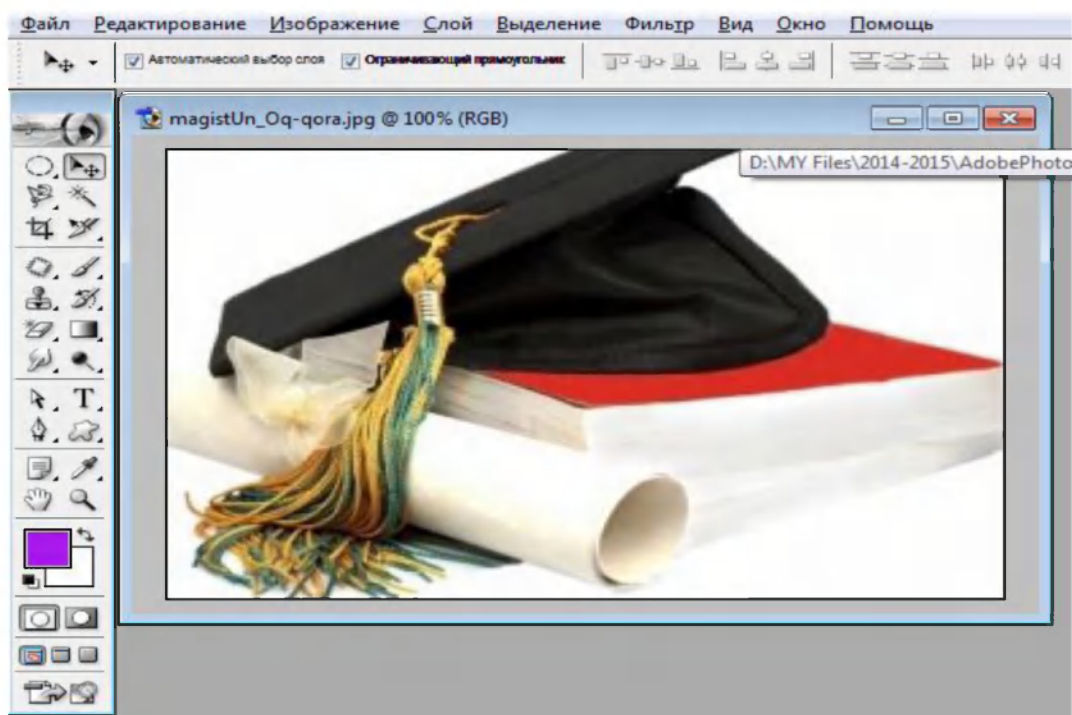 Файл Редактирование Изображение Слой Выделение Фильтр Вид Окно Помощь
Автоматический выбор слоя Ограничивающий прямоугольник
magistUn_Oq-qora.jpg @ 100% (RGB)
D:\MY Files\2014-2015\AdobePhoto
T